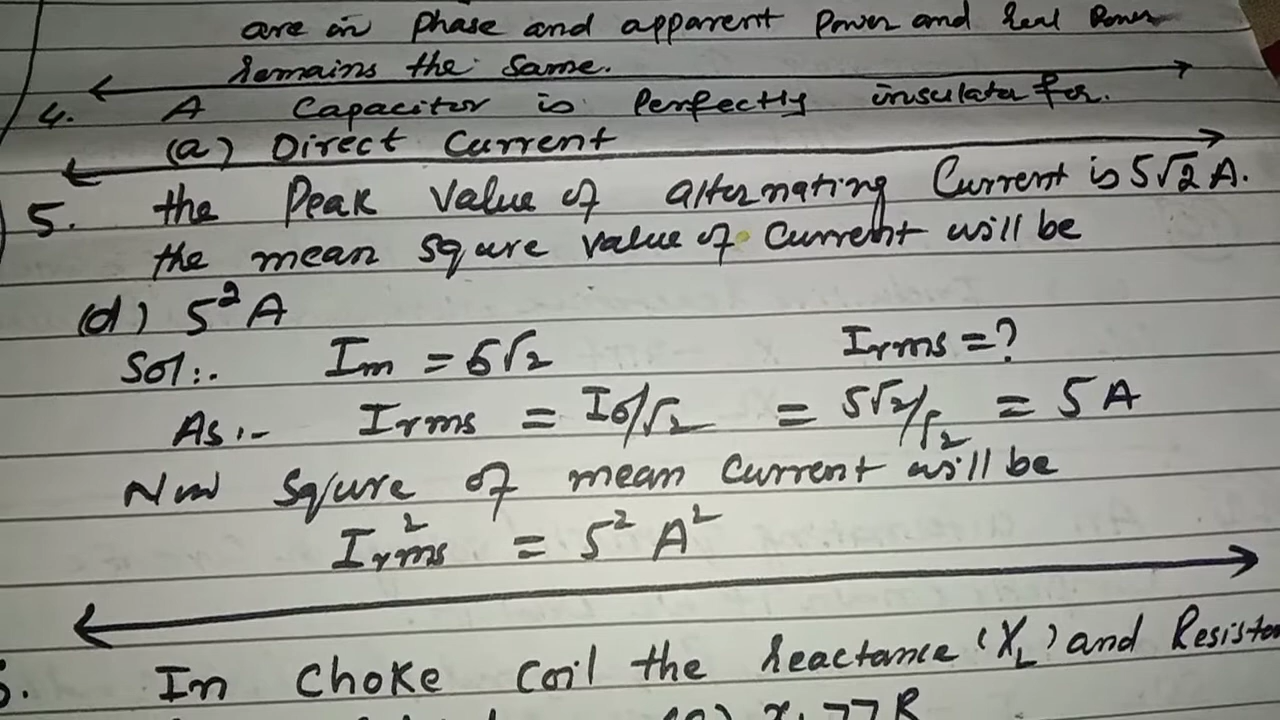 are in phase and apparent power and real Power
remains the same.
4. A Capacitor is Perfectly insulator for.
(a) Direct Current
5. the Peak Value of alternating Current is 5√2 A.
the mean sqware value of current will be
(d) 5² A
Sol:. Im = 5√2 Irms = ?
As:- Irms = I0/√2 = 5√2/√2 = 5 A
Now Sqwre of mean current will be
I²rms = 5² A²
In choke coil the reactance (XL) and Resistan